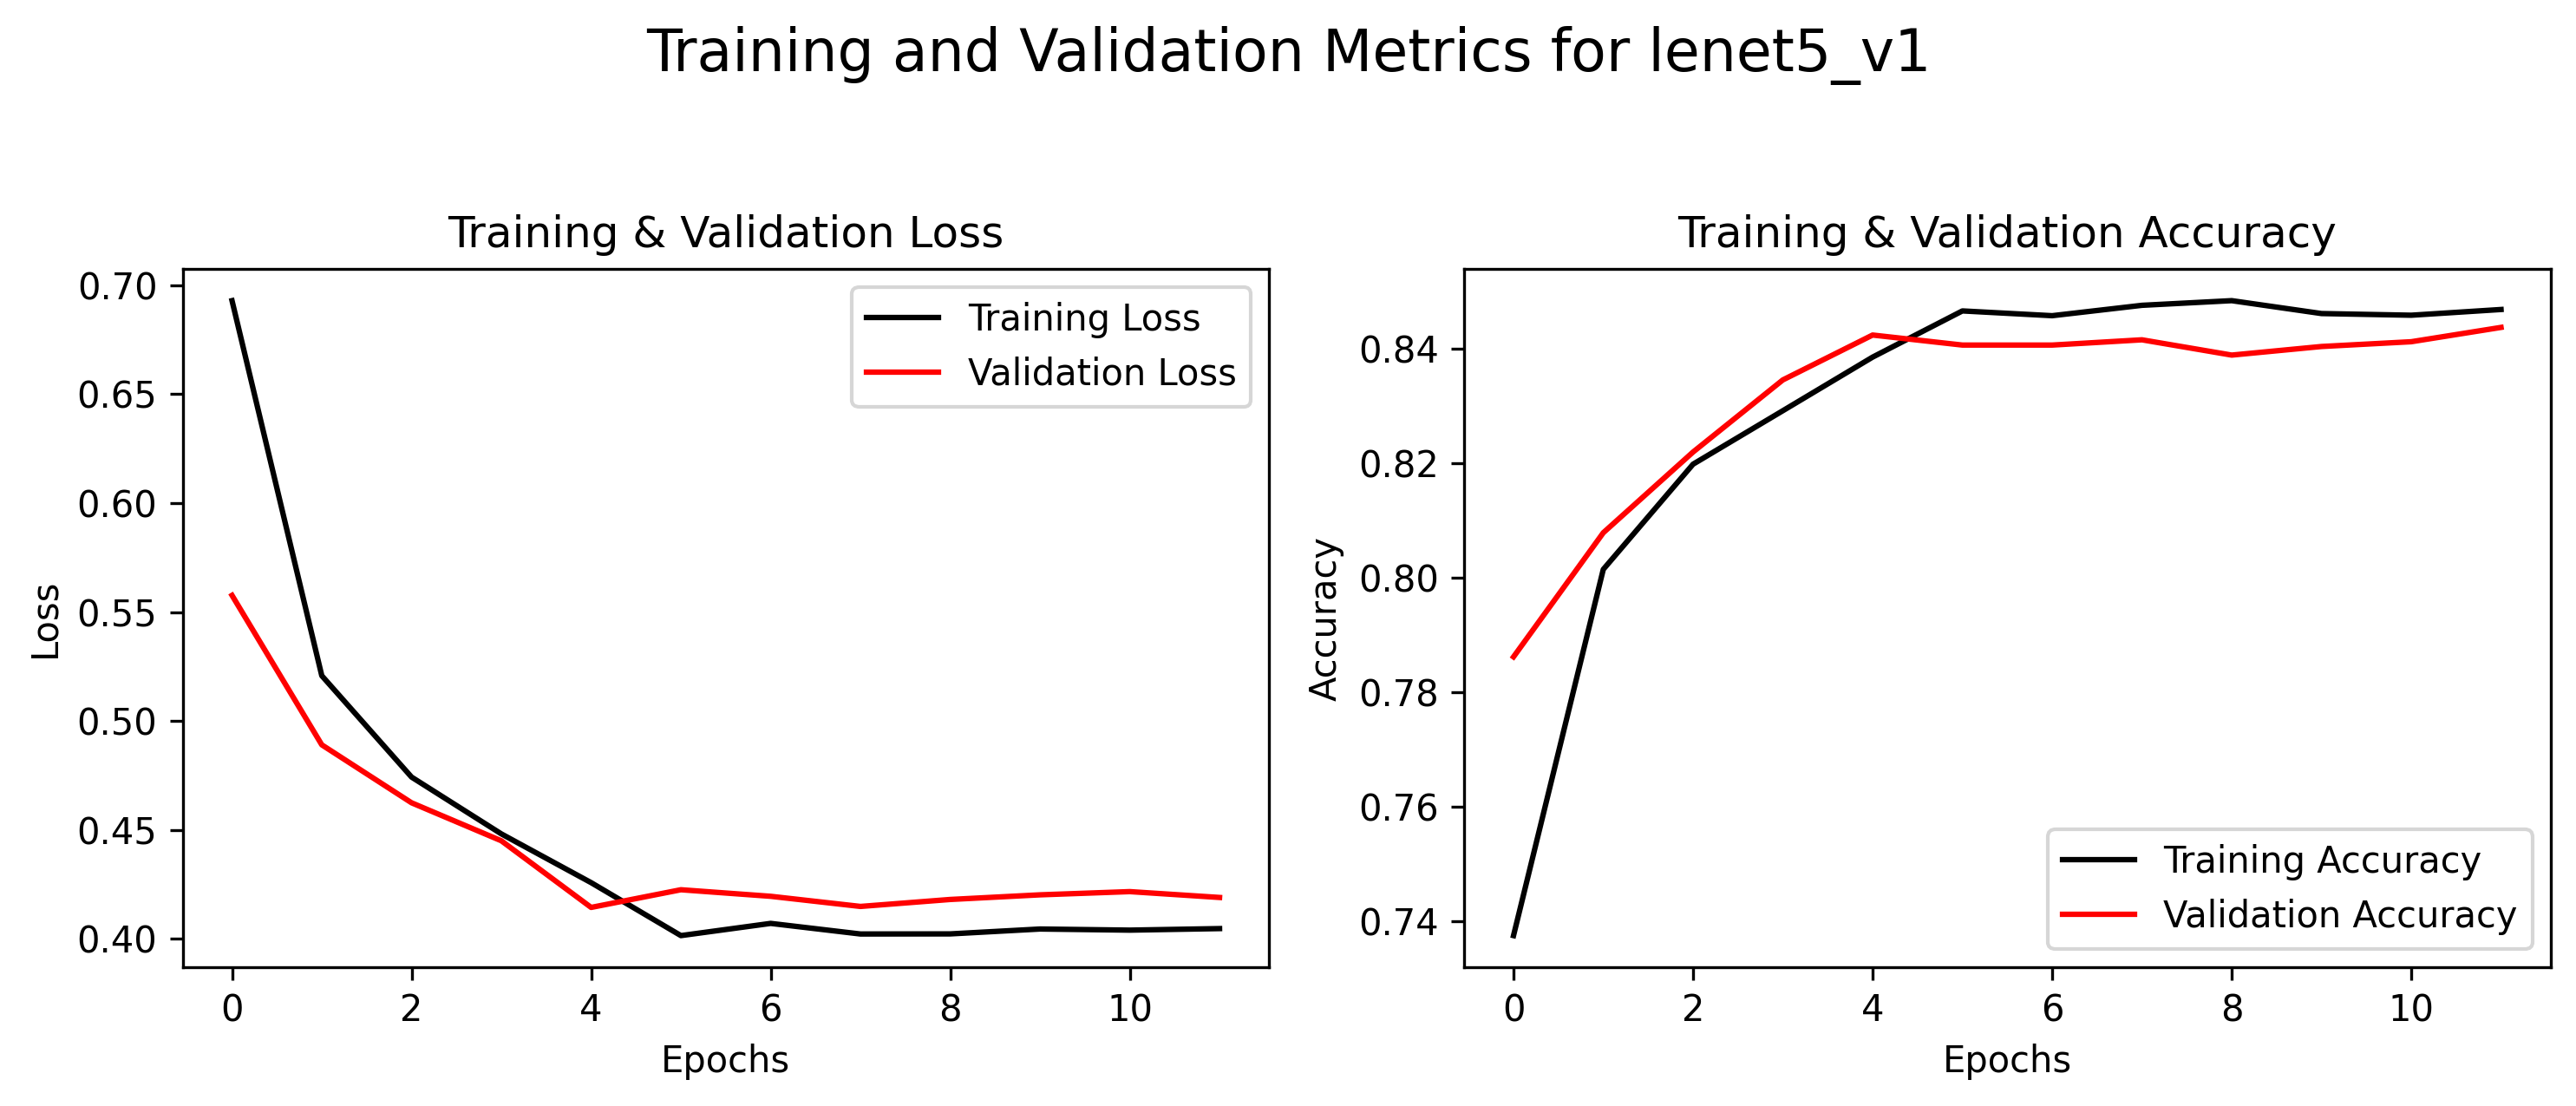 Training and Validation Metrics for lenet5_v1
Training & Validation Loss
0.70
0.65
0.60
0.55
0.50
0.45
0.40
Loss
0 2 4 6 8 10
Epochs
Training Loss
Validation Loss
Training & Validation Accuracy
0.84
0.82
0.80
0.78
0.76
0.74
Accuracy
0 2 4 6 8 10
Epochs
Training Accuracy
Validation Accuracy